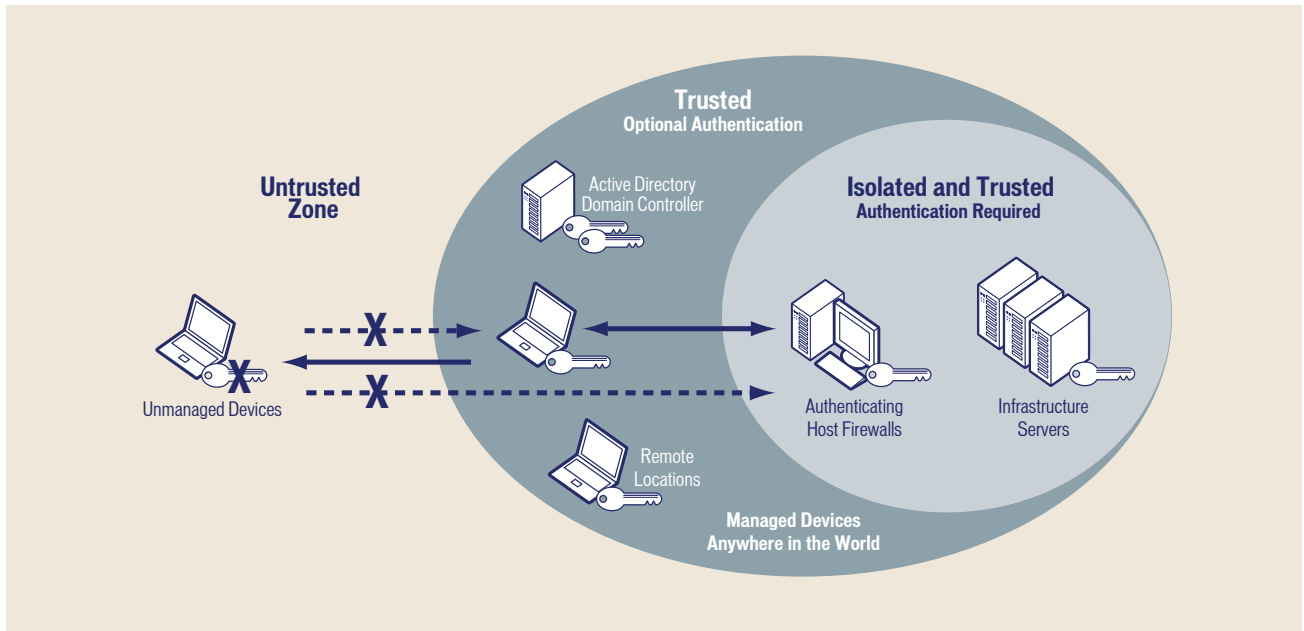 Trusted
Optional Authentication
Untrusted
Zone
Active Directory
Domain Controller
Isolated and Trusted
Authentication Required
X
X
X
Unmanaged Devices
Authenticating
Host Firewalls
Infrastructure
Servers
Remote
Locations
Managed Devices
Anywhere in the World